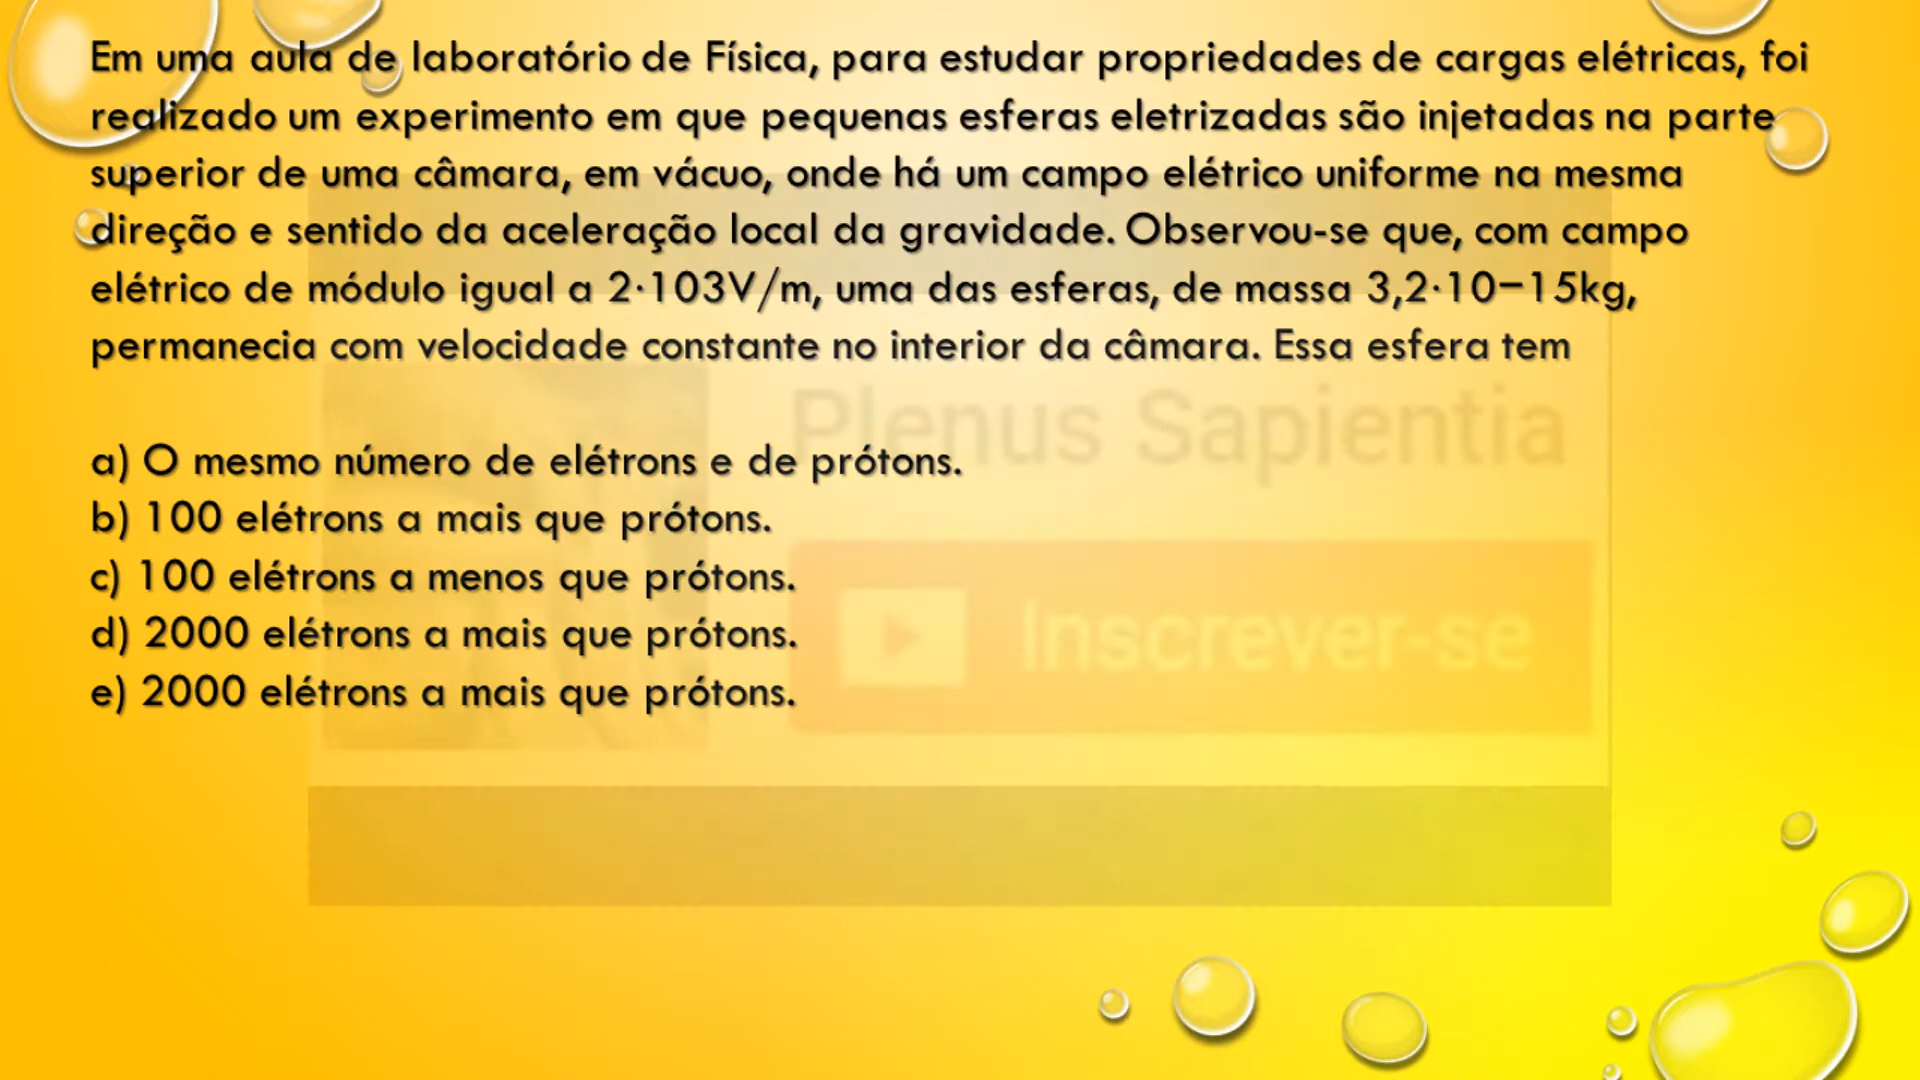 Em uma aula de laboratório de Física, para estudar propriedades de cargas elétricas, foi
realizado um experimento em que pequenas esferas eletrizadas são injetadas na parte
superior de uma câmara, em vácuo, onde há um campo elétrico uniforme na mesma
direção e sentido da aceleração local da gravidade. Observou-se que, com campo
elétrico de módulo igual a 2·103V/m, uma das esferas, de massa 3,2·10−15kg,
permanecia com velocidade constante no interior da câmara. Essa esfera tem
Plenus Sapientia
a) O mesmo número de elétrons e de prótons.
b) 100 elétrons a mais que prótons.
c) 100 elétrons a menos que prótons.
d) 2000 elétrons a mais que prótons.
Inscrever-se
e) 2000 elétrons a mais que prótons.